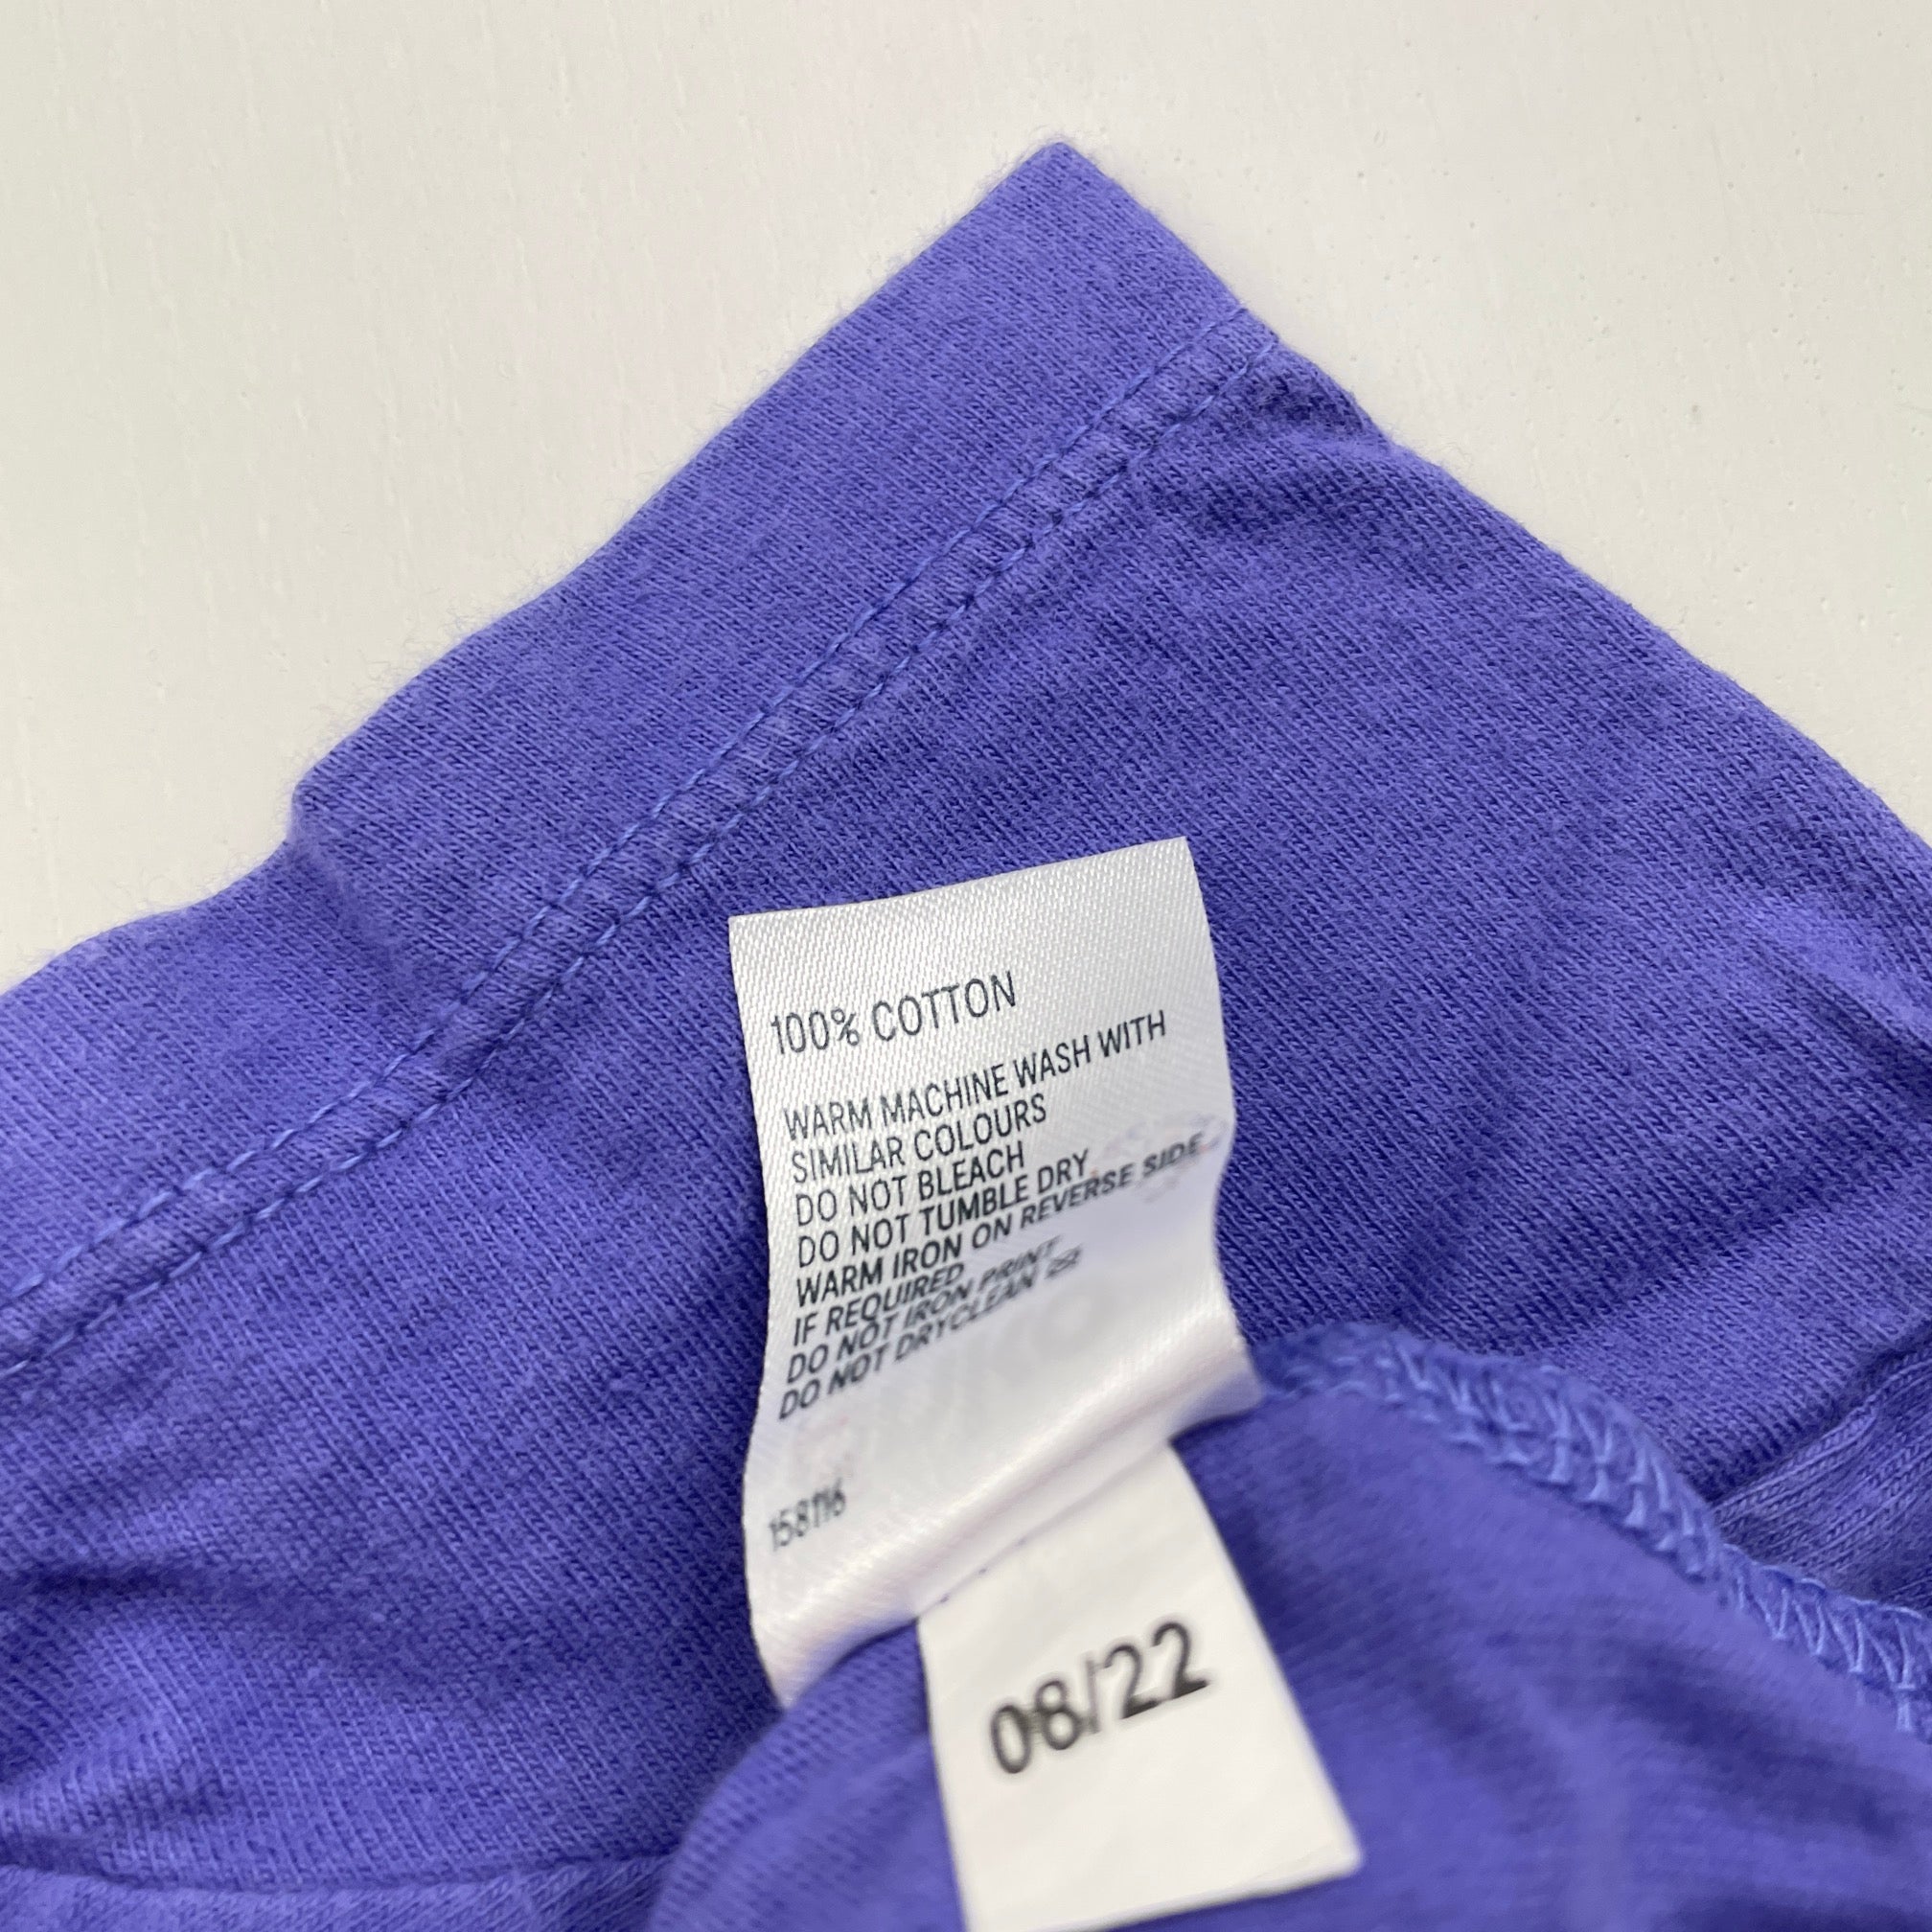 100% COTTON
WARM MACHINE WASH WITH
SIMILAR COLOURS
DO NOT BLEACH
DO NOT TUMBLE DRY
WARM IRON ON REVERSE SIDE
IF REQUIRED
DO NOT IRON PRINT
DO NOT DRYCLEAN
158116
08/22